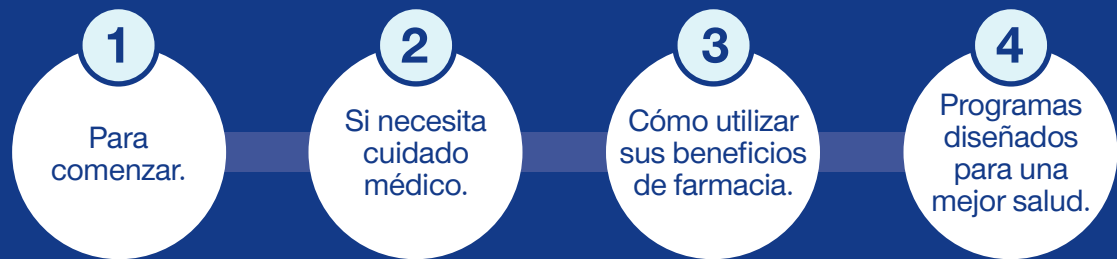 1
Para
comenzar.
2
Si necesita
cuidado
médico.
3
Cómo utilizar
sus beneficios
de farmacia.
4
Programas
diseñados
para una
mejor salud.